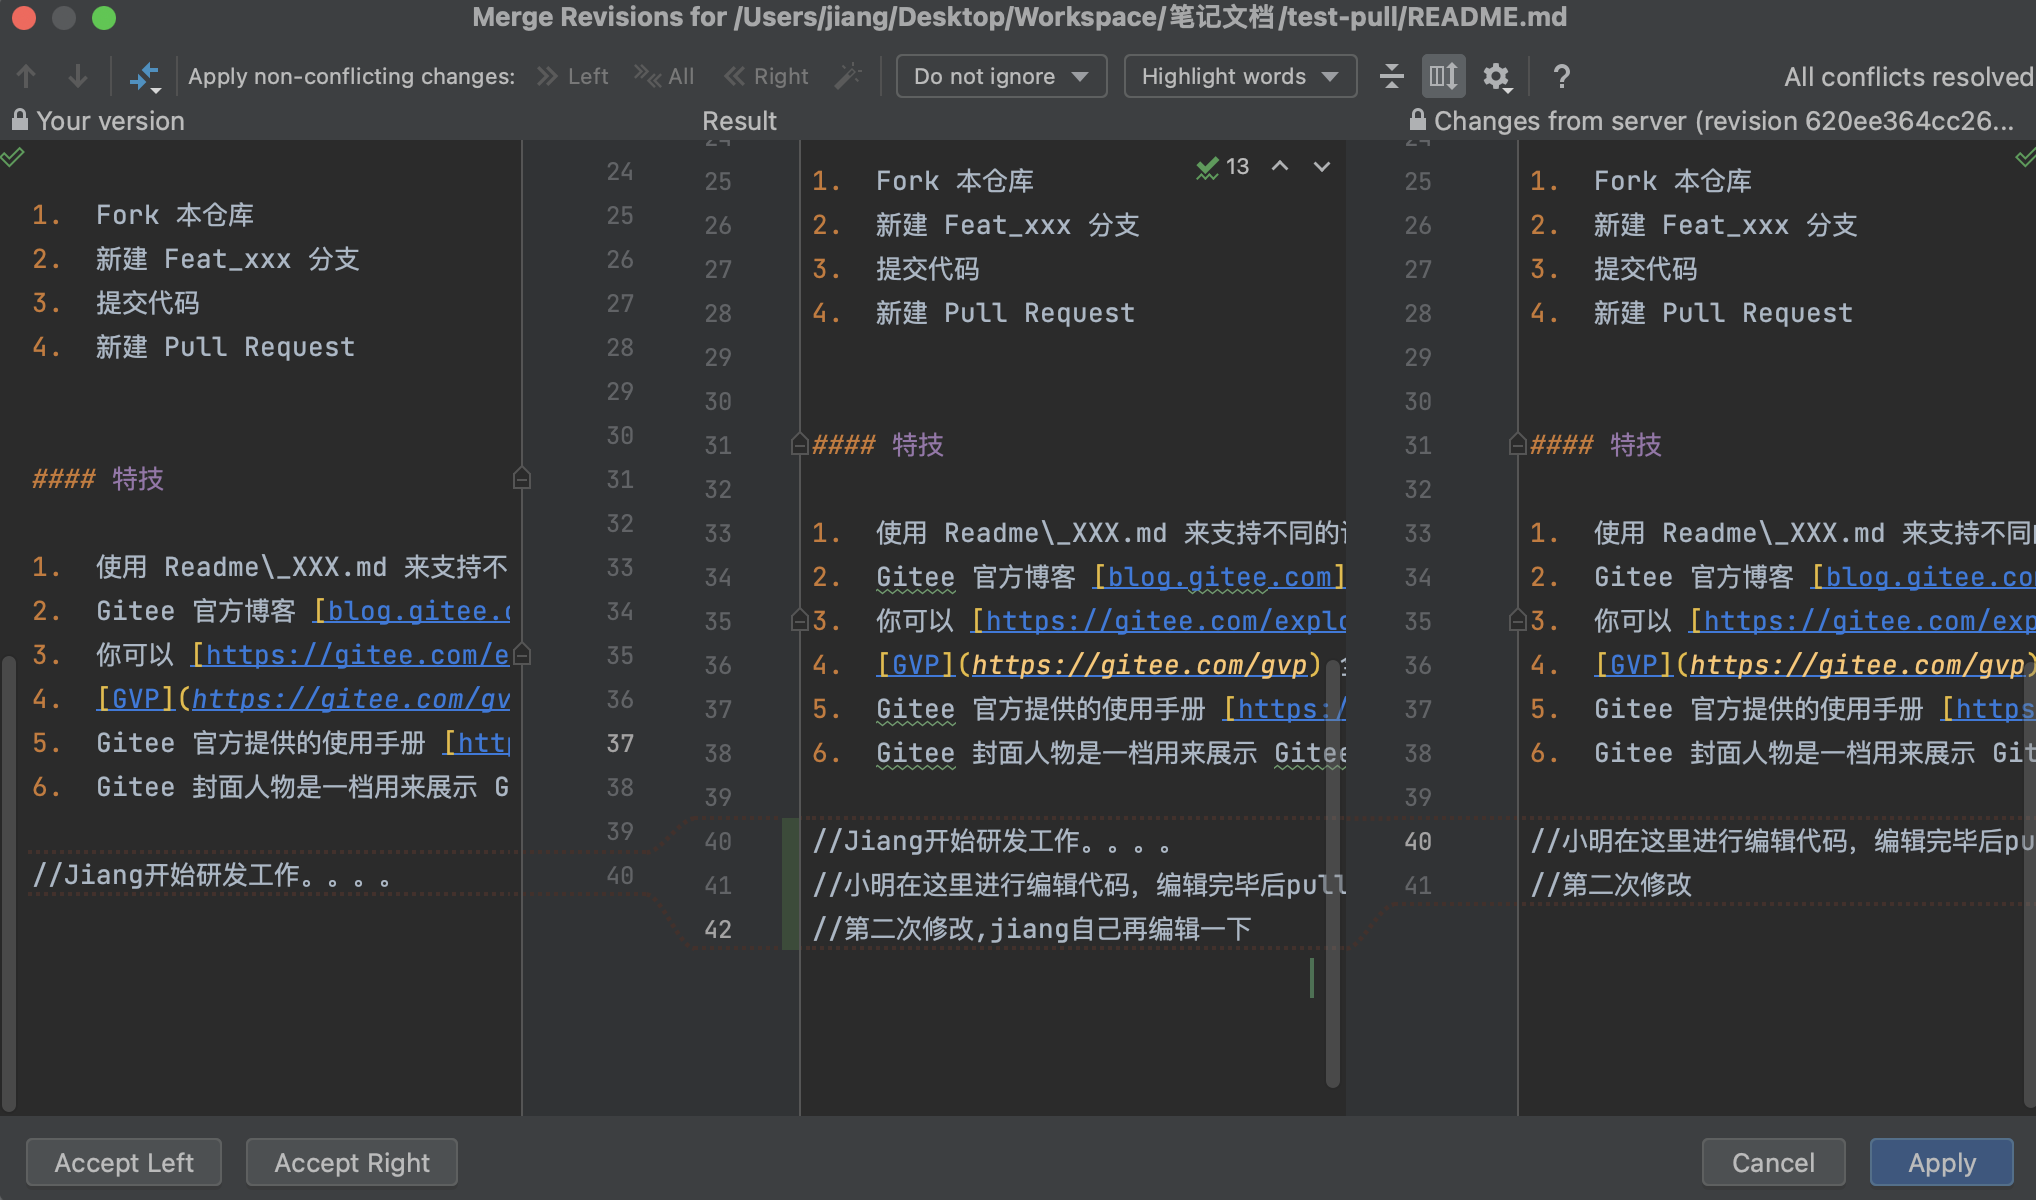 Merge Revisions for /Users/jiang/Desktop/Workspace/笔记文档/test-pull/README.md
Apply non-conflicting changes: Left All Right Do not ignore Highlight words ? All conflicts resolved
Your version
1. Fork 本仓库
2. 新建 Feat_xxx 分支
3. 提交代码
4. 新建 Pull Request
#### 特技
1. 使用 Readme\_XXX.md 来支持不
2. Gitee 官方博客 [blog.gitee.
3. 你可以 [https://gitee.com/e
4. [GVP](https://gitee.com/gv
5. Gitee 官方提供的使用手册 [http
6. Gitee 封面人物是一档用来展示 G
//Jiang开始研发工作。。。。
24
25
26
27
28
29
30
31
32
33
34
35
36
37
38
39
40
Result
13
25 1. Fork 本仓库
26 2. 新建 Feat_xxx 分支
27 3. 提交代码
28 4. 新建 Pull Request
29
30
31 #### 特技
32
33 1. 使用 Readme\_XXX.md 来支持不同的
34 2. Gitee 官方博客 [blog.gitee.com]
35 3. 你可以 [https://gitee.com/explo
36 4. [GVP](https://gitee.com/gvp)
37 5. Gitee 官方提供的使用手册 [https:/
38 6. Gitee 封面人物是一档用来展示 Gitee
39
40 //Jiang开始研发工作。。。。
41 //小明在这里进行编辑代码，编辑完毕后pull
42 //第二次修改,jiang自己再编辑一下
Changes from server (revision 620ee364cc26...
25 1. Fork 本仓库
26 2. 新建 Feat_xxx 分支
27 3. 提交代码
28 4. 新建 Pull Request
29
30
31 #### 特技
32
33 1. 使用 Readme\_XXX.md 来支持不同
34 2. Gitee 官方博客 [blog.gitee.co
35 3. 你可以 [https://gitee.com/exp
36 4. [GVP](https://gitee.com/gvp)
37 5. Gitee 官方提供的使用手册 [https
38 6. Gitee 封面人物是一档用来展示 Git
39
40 //小明在这里进行编辑代码，编辑完毕后pu
41 //第二次修改
Accept Left Accept Right Cancel Apply